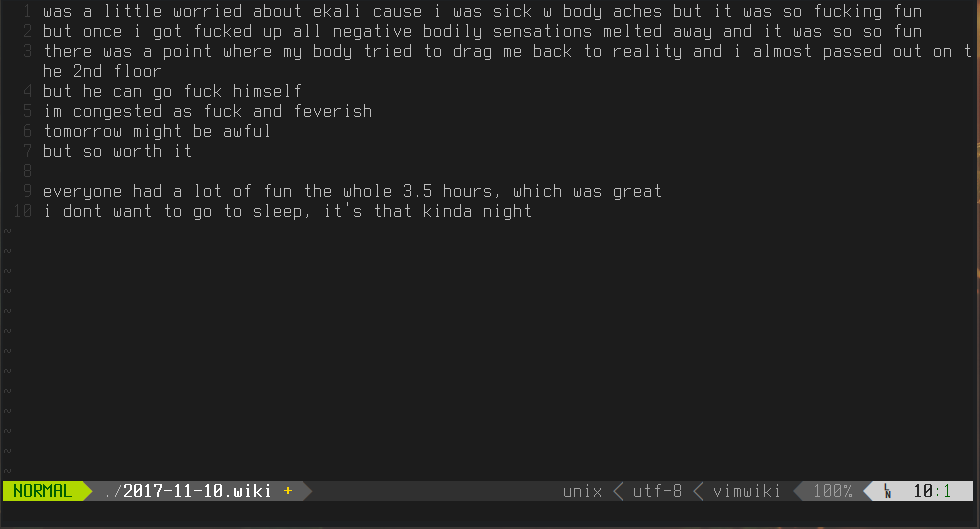 1 was a little worried about ekali cause i was sick w body aches but it was so fucking fun
2 but once i got fucked up all negative bodily sensations melted away and it was so so fun
3 there was a point where my body tried to drag me back to reality and i almost passed out on t
he 2nd floor
4 but he can go fuck himself
5 im congested as fuck and feverish
6 tomorrow might be awful
7 but so worth it
8
9 everyone had a lot of fun the whole 3.5 hours, which was great
10 i dont want to go to sleep, it's that kinda night
~
~
~
~
~
~
~
~
~
~
~
~
~
NORMAL ./2017-11-10.wiki + unix < utf-8 < vimwiki 100% LN 10:1